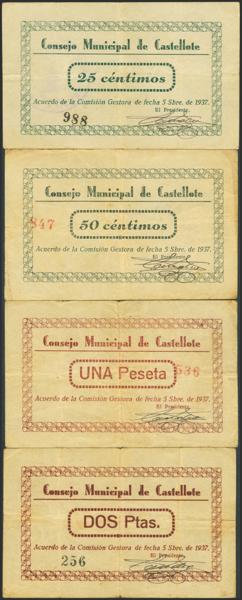 Consejo Municipal de Castellote
25 céntimos
Acuerdo de la Comisión Gestora de fecha 5 Sbre. de 1937.
El Presidente,
988
Consejo Municipal de Castellote
847
50 céntimos
Acuerdo de la Comisión Gestora de fecha 5 Sbre. de 1937.
El Presidente,
Consejo Municipal de Castellote
UNA Peseta
536
Acuerdo de la Comisión Gestora de fecha 5 Sbre. de 1937.
El Presidente,
Consejo Municipal de Castellote
DOS Ptas.
Acuerdo de la Comisión Gestora de fecha 5 Sbre. de 1937.
El Presidente,
256